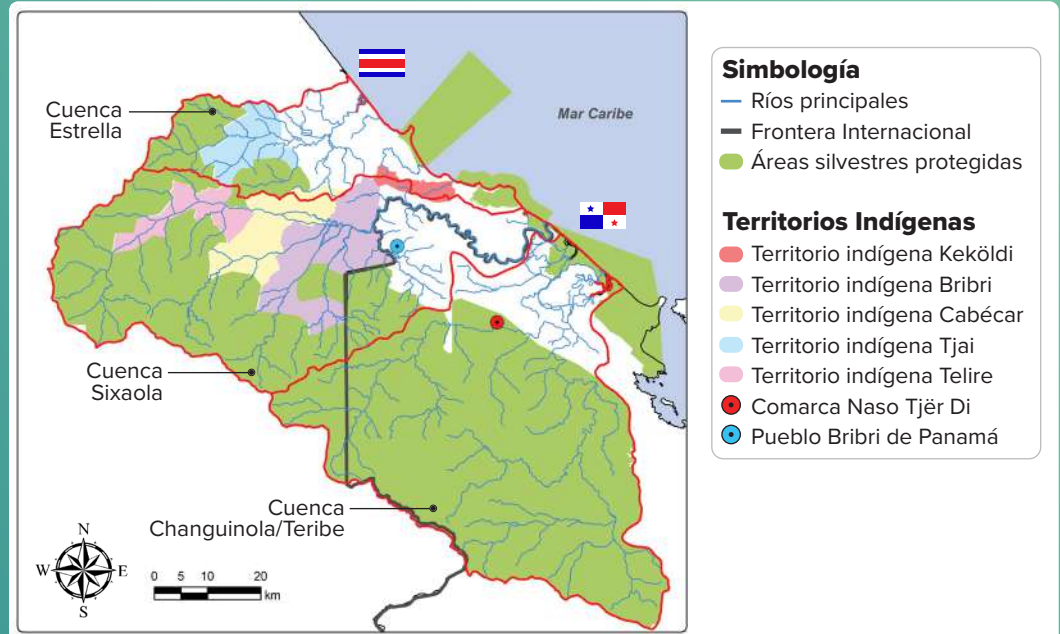 Cuenca
Estrella
Mar Caribe
Cuenca
Sixaola
Cuenca
Changuinola/Teribe
N
W
E
S
0 5 10 20
km
Simbología
Ríos principales
Frontera Internacional
Áreas silvestres protegidas
Territorios Indígenas
Territorio indígena Keköldi
Territorio indígena Bribri
Territorio indígena Cabécar
Territorio indígena Tjai
Territorio indígena Telire
Comarca Naso Tjër Di
Pueblo Bribri de Panamá